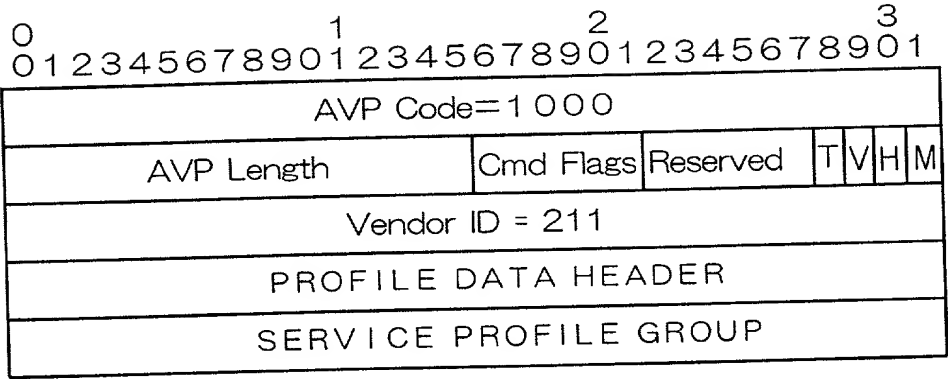 0 1 2 3
01234567890123456789012345678901
AVP Code=1000
AVP Length Cmd Flags Reserved T V H M
Vendor ID = 211
PROFILE DATA HEADER
SERVICE PROFILE GROUP